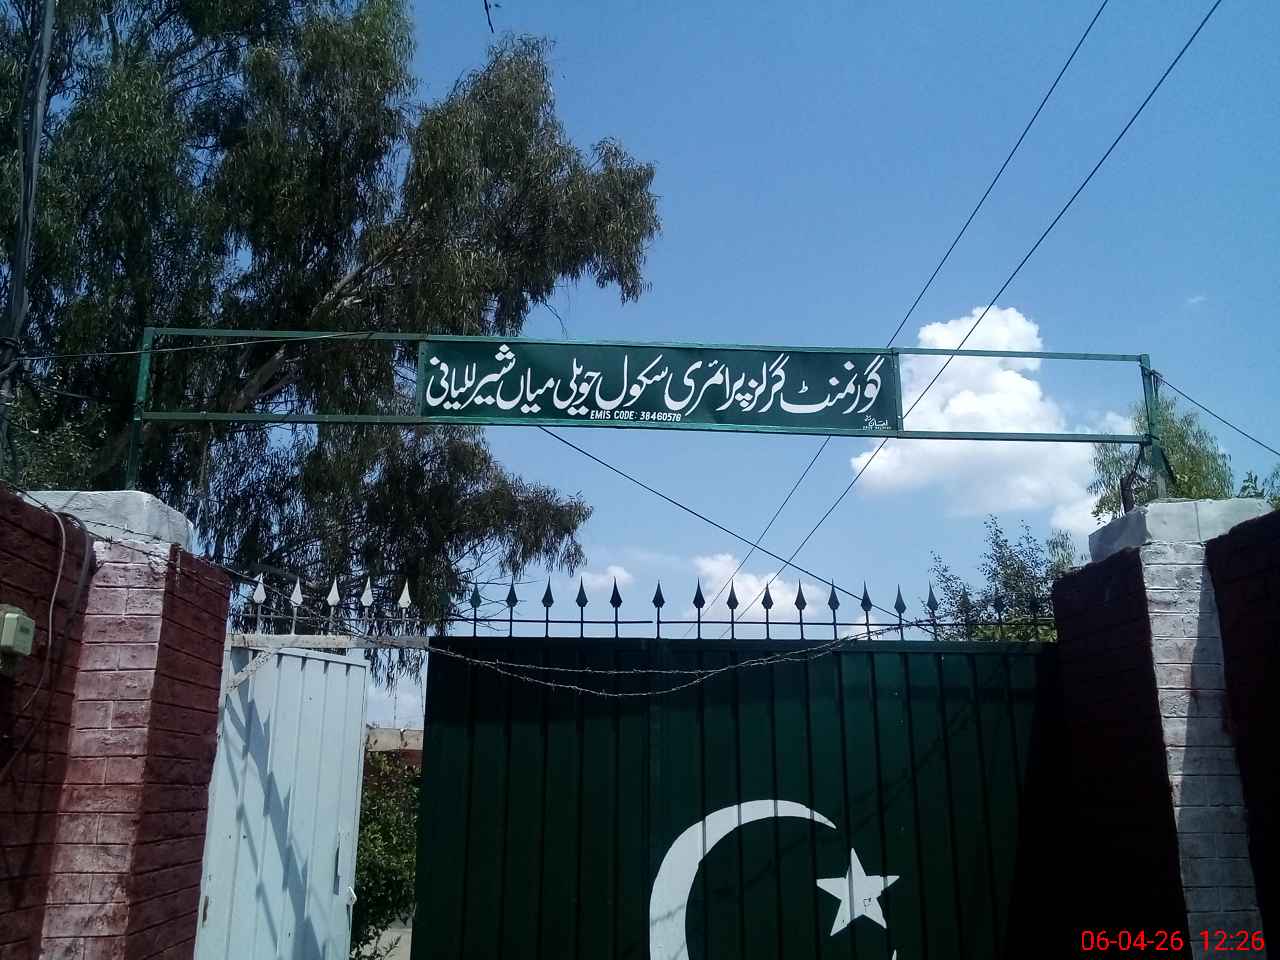 گورنمنٹ گرلز پرائمری سکول حویلی میاں شیر للیانی
EMIS CODE: 38460576
06-04-26 12:26